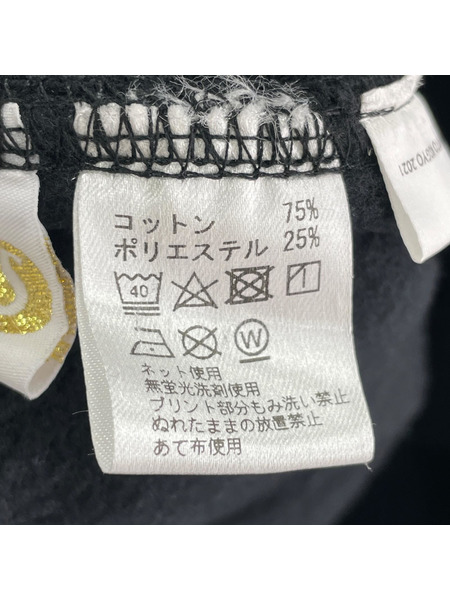 コットン 75%
ポリエステル 25%
40
W
ネット使用
無蛍光洗剤使用
プリント部分もみ洗い禁止
ぬれたままの放置禁止
あて布使用
2021